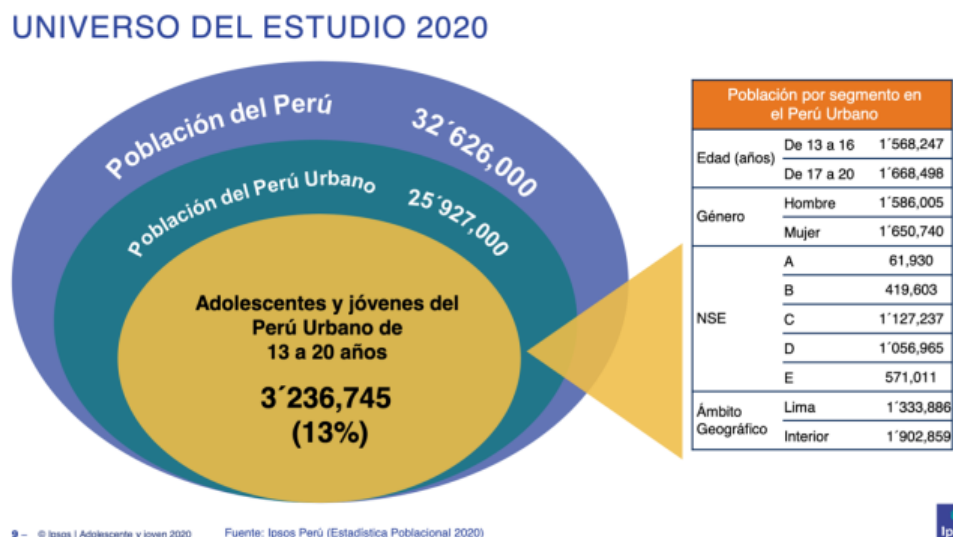 UNIVERSO DEL ESTUDIO 2020
Población del Perú 32´626,000
Población del Perú Urbano 25´927,000
Adolescentes y jóvenes del
Perú Urbano de
13 a 20 años
3´236,745
(13%)
Población por segmento en
el Perú Urbano
Edad (años)
De 13 a 16 1´568,247
De 17 a 20 1´668,498
Género
Hombre 1´586,005
Mujer 1´650,740
NSE
A 61,930
B 419,603
C 1´127,237
D 1´056,965
E 571,011
Ámbito
Geográfico
Lima 1´333,886
Interior 1´902,859
9 – © Ipsos | Adolescente y joven 2020
Fuente: Ipsos Perú (Estadística Poblacional 2020)